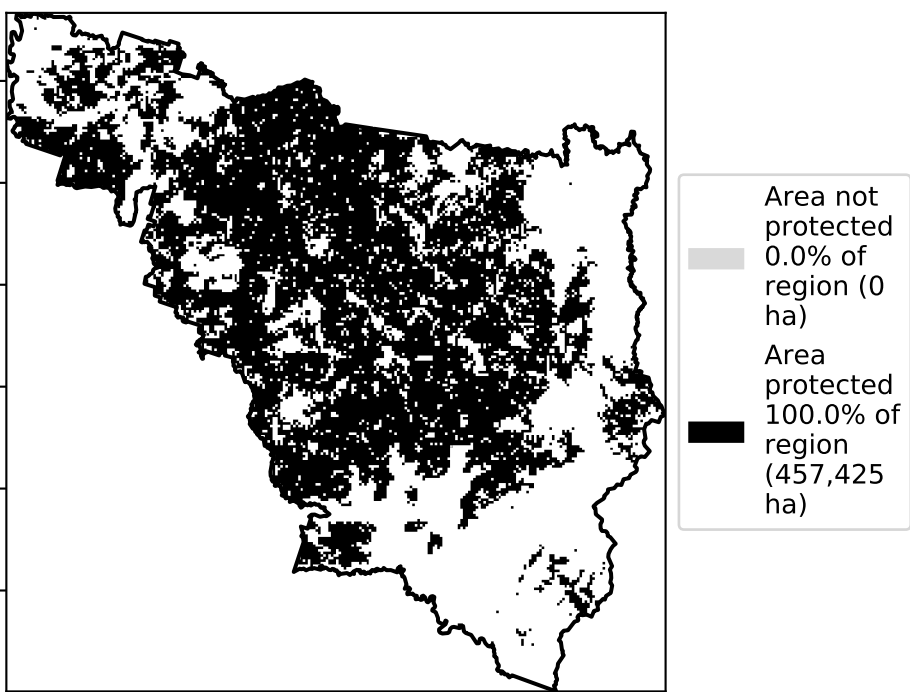 Area not
protected
0.0% of
region (0
ha)
Area
protected
100.0% of
region
(457,425
ha)